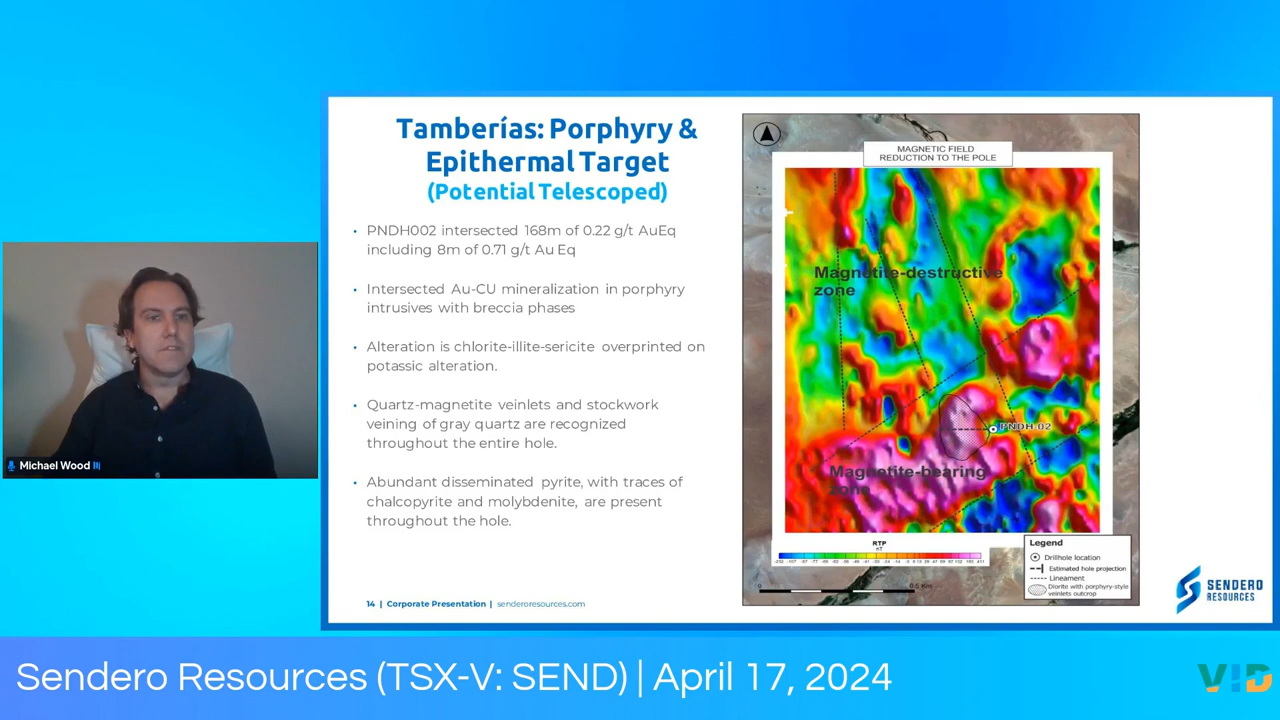 Tamberías: Porphyry &
Epithermal Target
(Potential Telescoped)
• PNDH002 intersected 168m of 0.22 g/t AuEq
including 8m of 0.71 g/t Au Eq
• Intersected Au-CU mineralization in porphyry
intrusives with breccia phases
• Alteration is chlorite-illite-sericite overprinted on
potassic alteration.
• Quartz-magnetite veinlets and stockwork
veining of gray quartz are recognized
throughout the entire hole.
• Abundant disseminated pyrite, with traces of
chalcopyrite and molybdenite, are present
throughout the hole.
14 | Corporate Presentation | senderoresources.com
MAGNETIC FIELD
REDUCTION TO THE POLE
Magnetite-destructive
zone
PNDH-02
Magnetite-bearing
zone
RTP
nT
0
0.5 Km
Legend
Drillhole location
Estimated hole projection
Lineament
Diorite with porphyry-style
veinlets outcrop
SENDERO
RESOURCES
Michael Wood
Sendero Resources (TSX-V: SEND) | April 17, 2024
VID